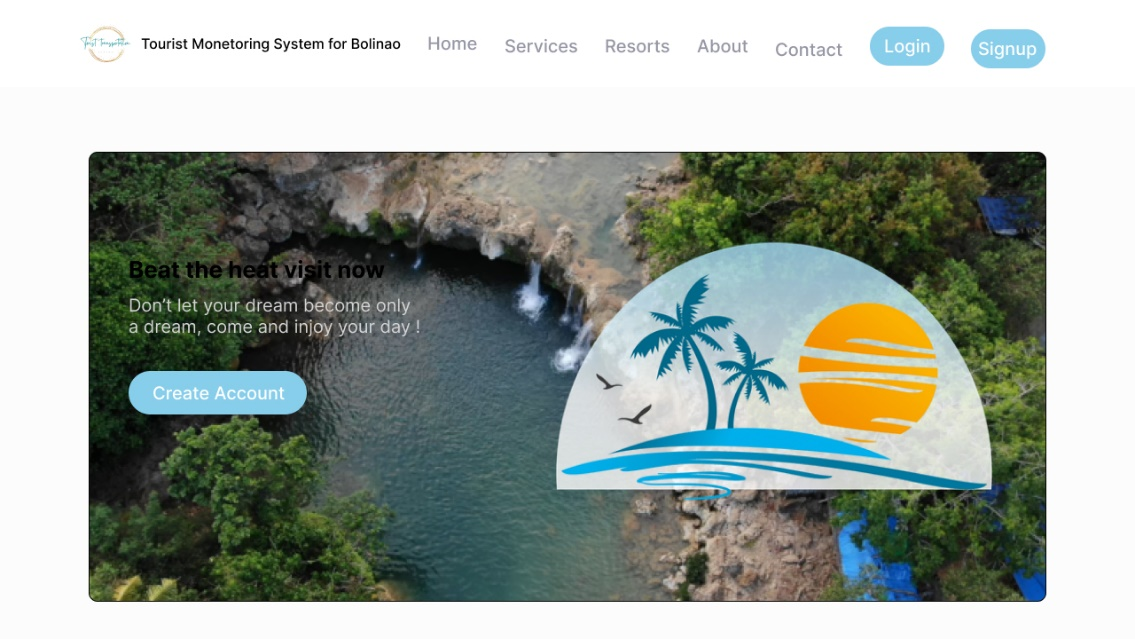 Tourist Monetoring System for Bolinao
Home
Services
Resorts
About
Contact
Login
Signup
Beat the heat visit now
Don’t let your dream become only
a dream, come and injoy your day !
Create Account